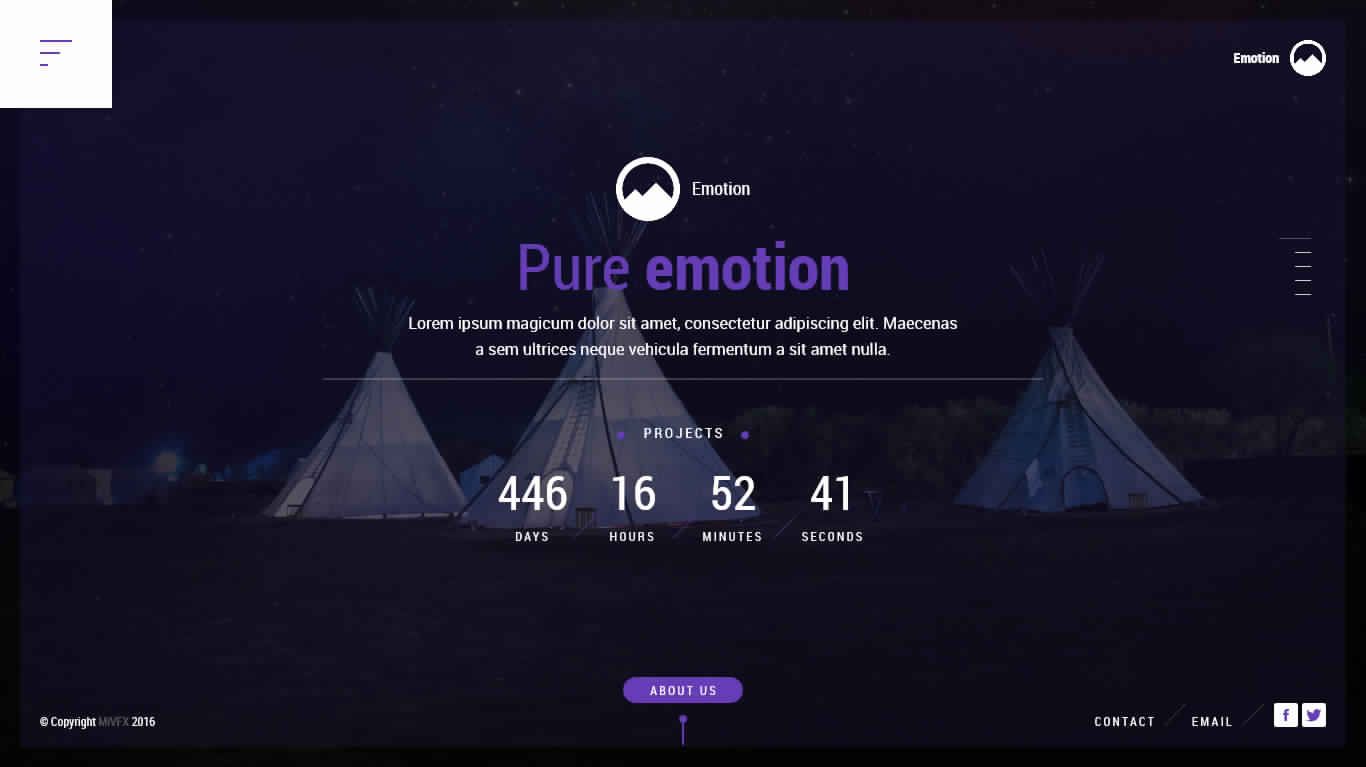 Emotion
Emotion
Pure emotion
Lorem ipsum magicum dolor sit amet, consectetur adipiscing elit. Maecenas
a sem ultrices neque vehicula fermentum a sit amet nulla.
PROJECTS
446 16 52 41
DAYS HOURS MINUTES SECONDS
ABOUT US
© Copyright MIVFX 2016
CONTACT EMAIL